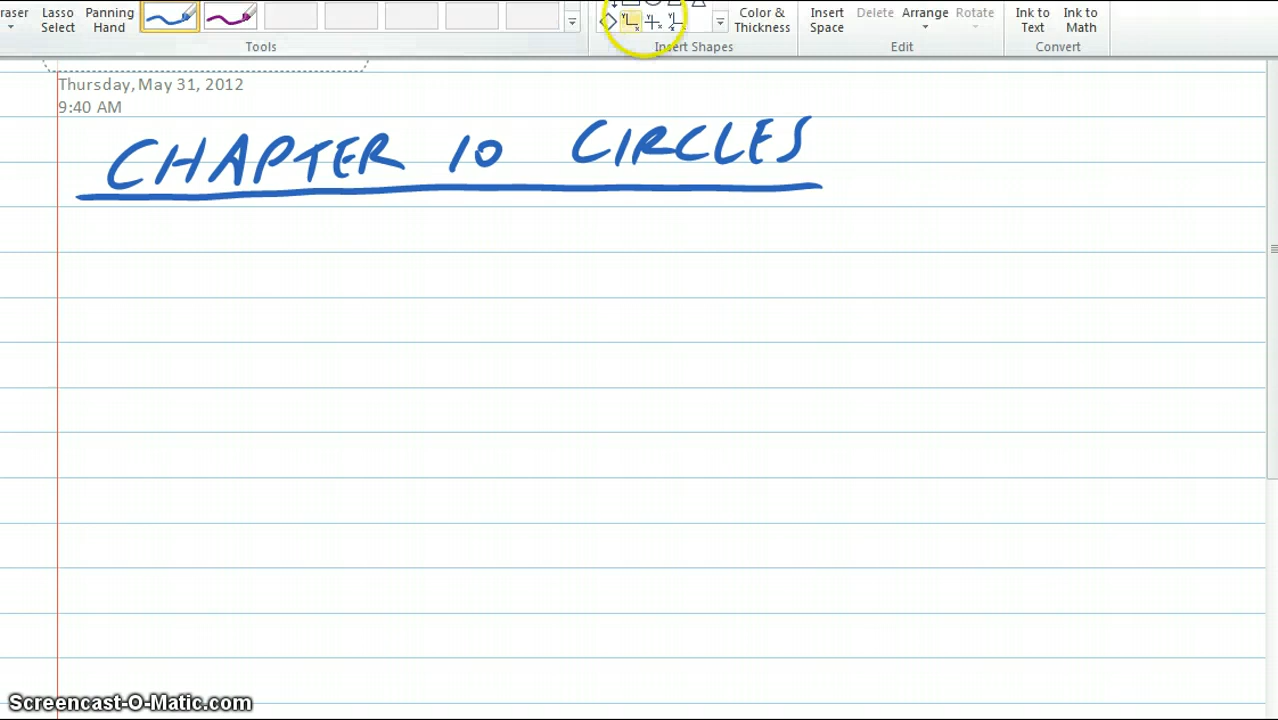 raser Lasso Select Panning Hand Color & Thickness Insert Space Delete Arrange Rotate Ink to Text Ink to Math
Tools Insert Shapes Edit Convert
Thursday, May 31, 2012
9:40 AM
CHAPTER 10 CIRCLES
Screencast-O-Matic.com